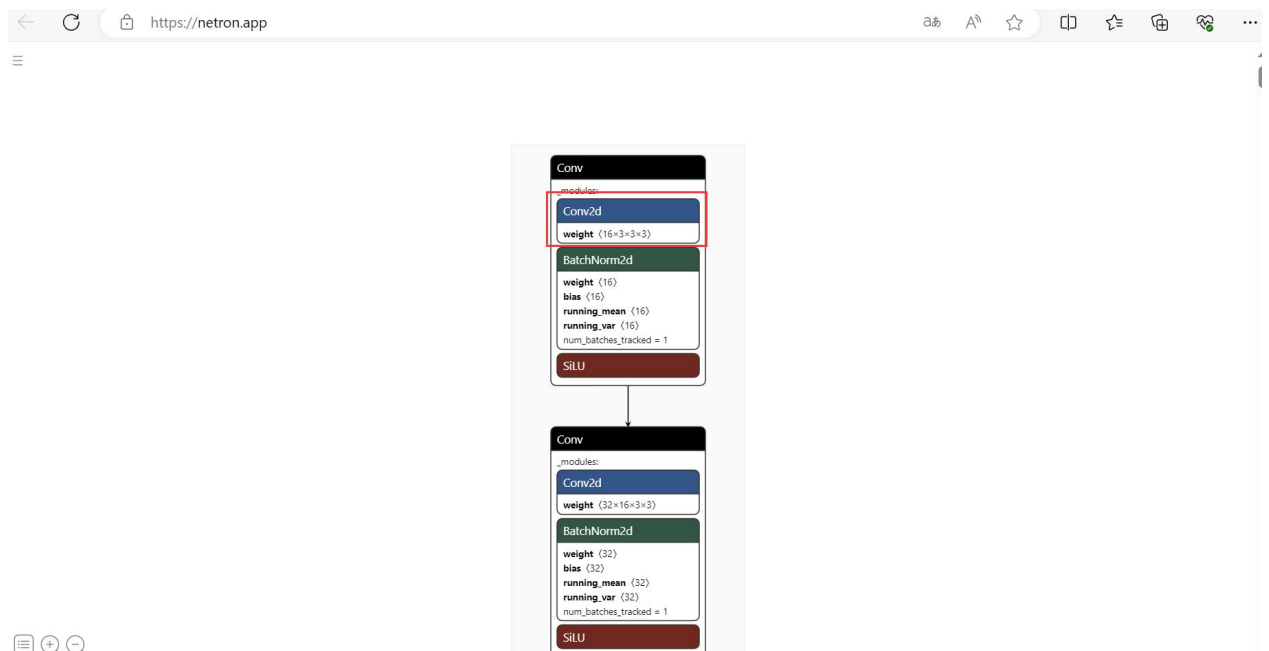 https://netron.app
aあ
A
Conv
_modules:
Conv2d
weight 〈16×3×3×3〉
BatchNorm2d
weight 〈16〉
bias 〈16〉
running_mean 〈16〉
running_var 〈16〉
num_batches_tracked = 1
SiLU
Conv
_modules:
Conv2d
weight 〈32×16×3×3〉
BatchNorm2d
weight 〈32〉
bias 〈32〉
running_mean 〈32〉
running_var 〈32〉
num_batches_tracked = 1
SiLU